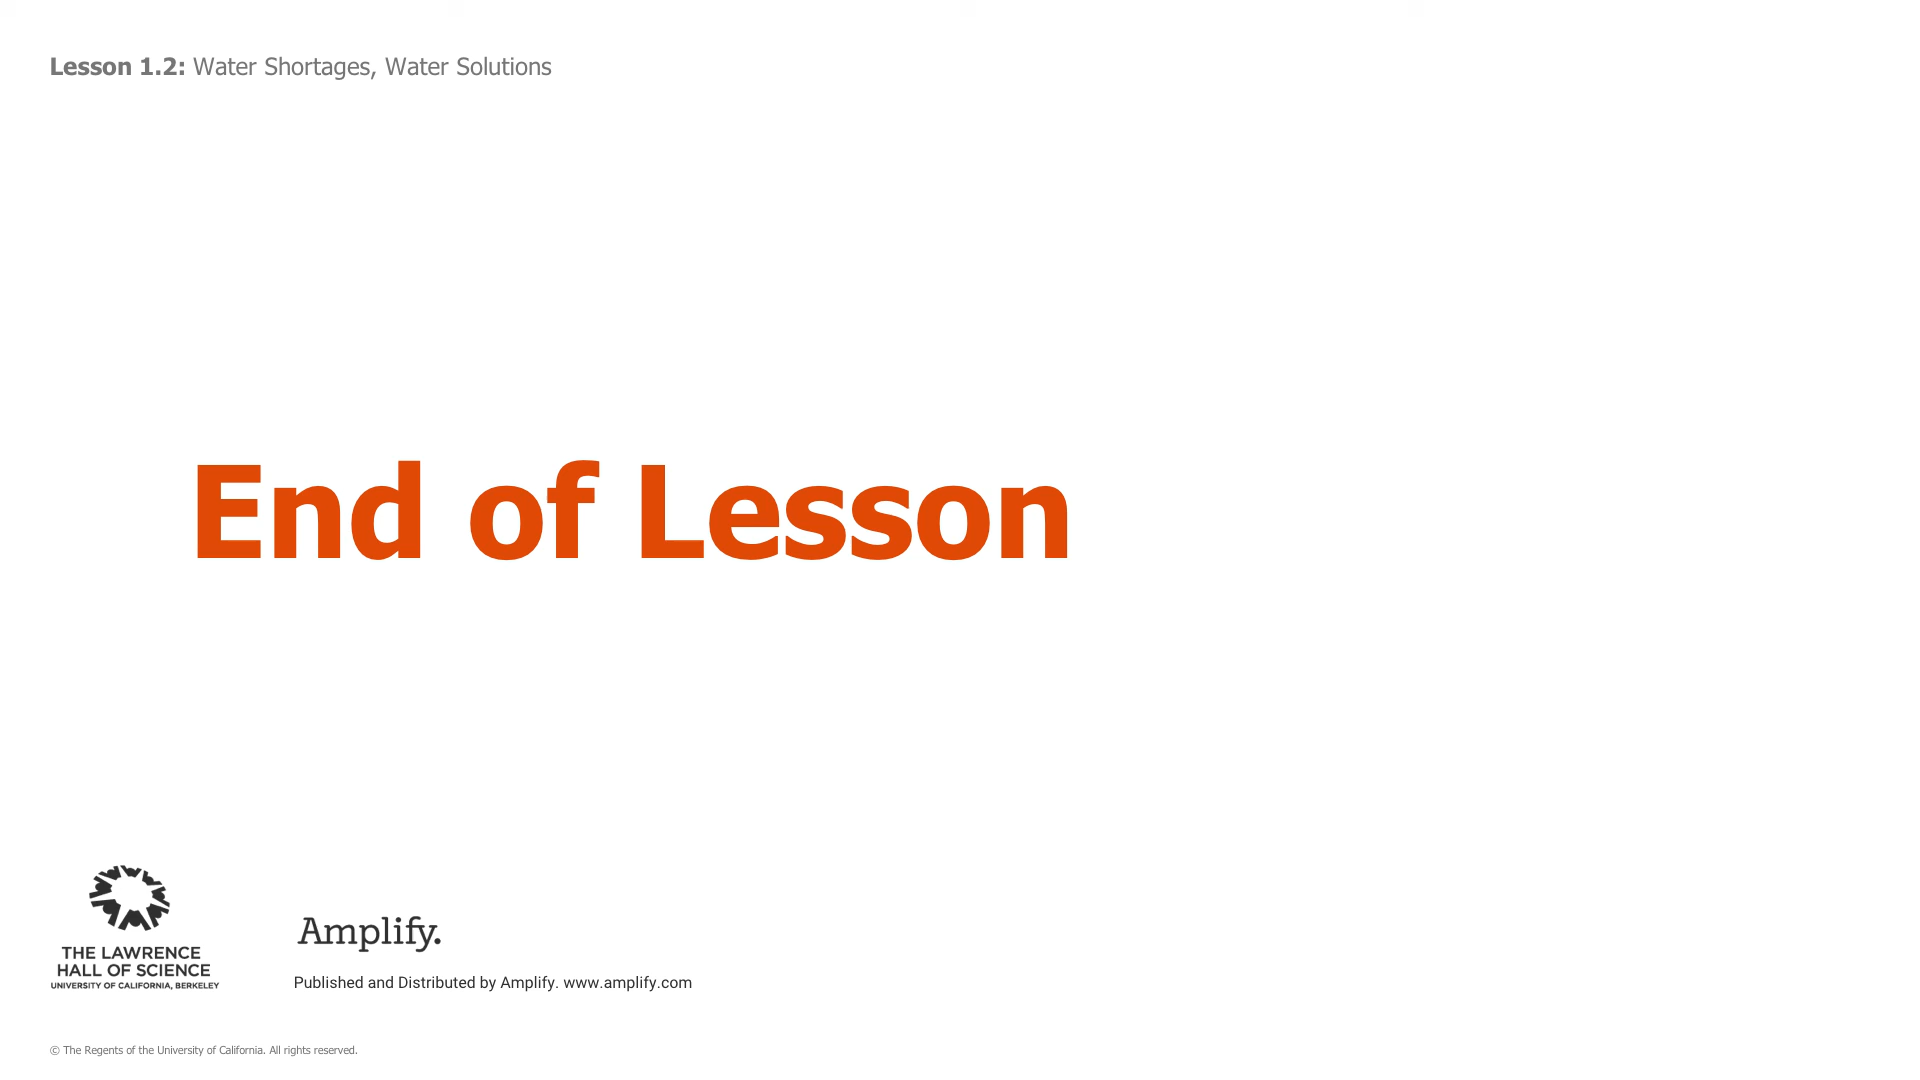 Lesson 1.2: Water Shortages, Water Solutions
End of Lesson
THE LAWRENCE
HALL OF SCIENCE
UNIVERSITY OF CALIFORNIA, BERKELEY
Amplify.
Published and Distributed by Amplify. www.amplify.com
© The Regents of the University of California. All rights reserved.